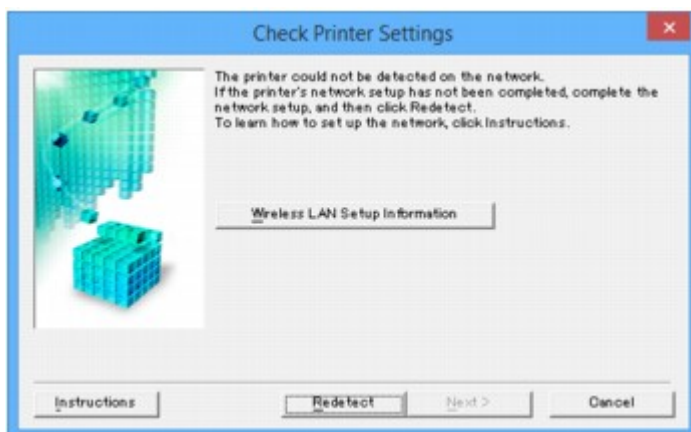 Check Printer Settings
The printer could not be detected on the network.
If the printer's network setup has not been completed, complete the
network setup, and then click Redetect.
To learn how to set up the network, click Instructions.
Wireless LAN Setup Information
Instructions
Redetect
Next >
Cancel